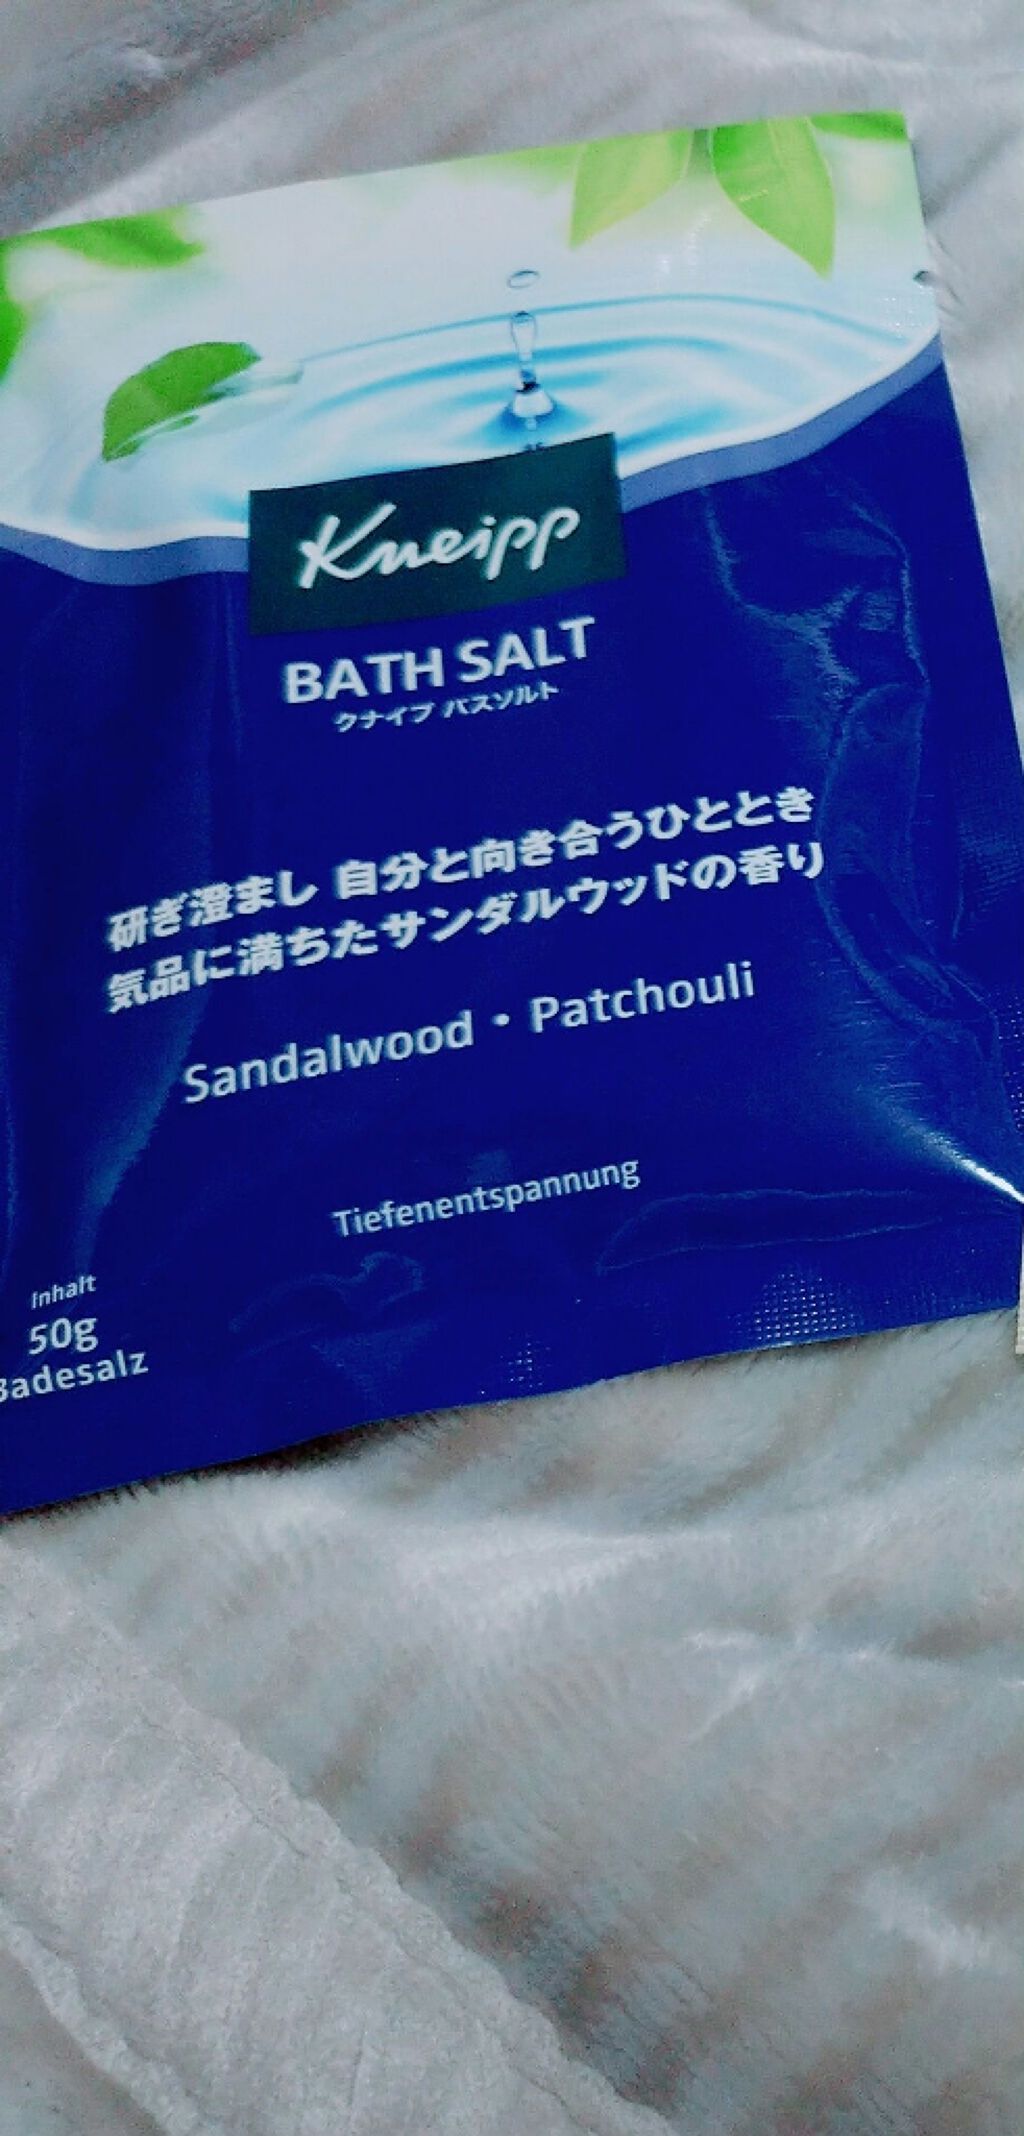 Kneipp
BATH SALT
クナイプ バスソルト
研ぎ澄まし 自分と向き合うひととき
気品に満ちたサンダルウッドの香り
Sandalwood・Patchouli
Tiefenentspannung
Inhalt
50g
Badesalz